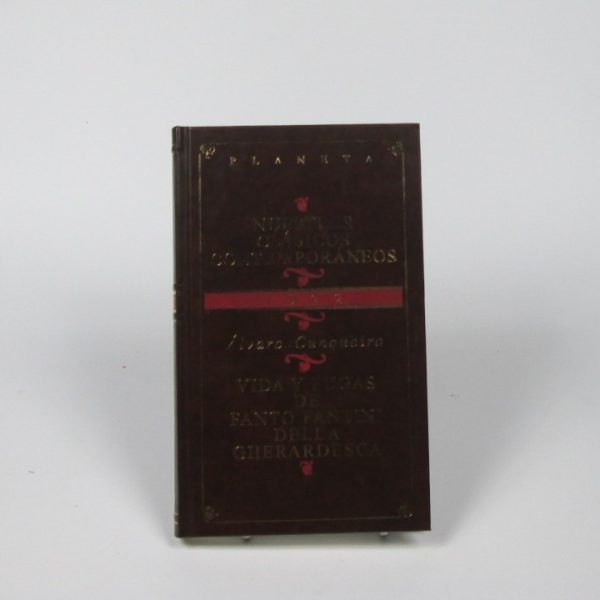 PLANETA
NUESTROS
CLÁSICOS
CONTEMPORÁNEOS
Álvaro Cunqueiro
VIDA Y FUGAS
DE
FANTO FANTINI
DELLA
GHERARDESCA